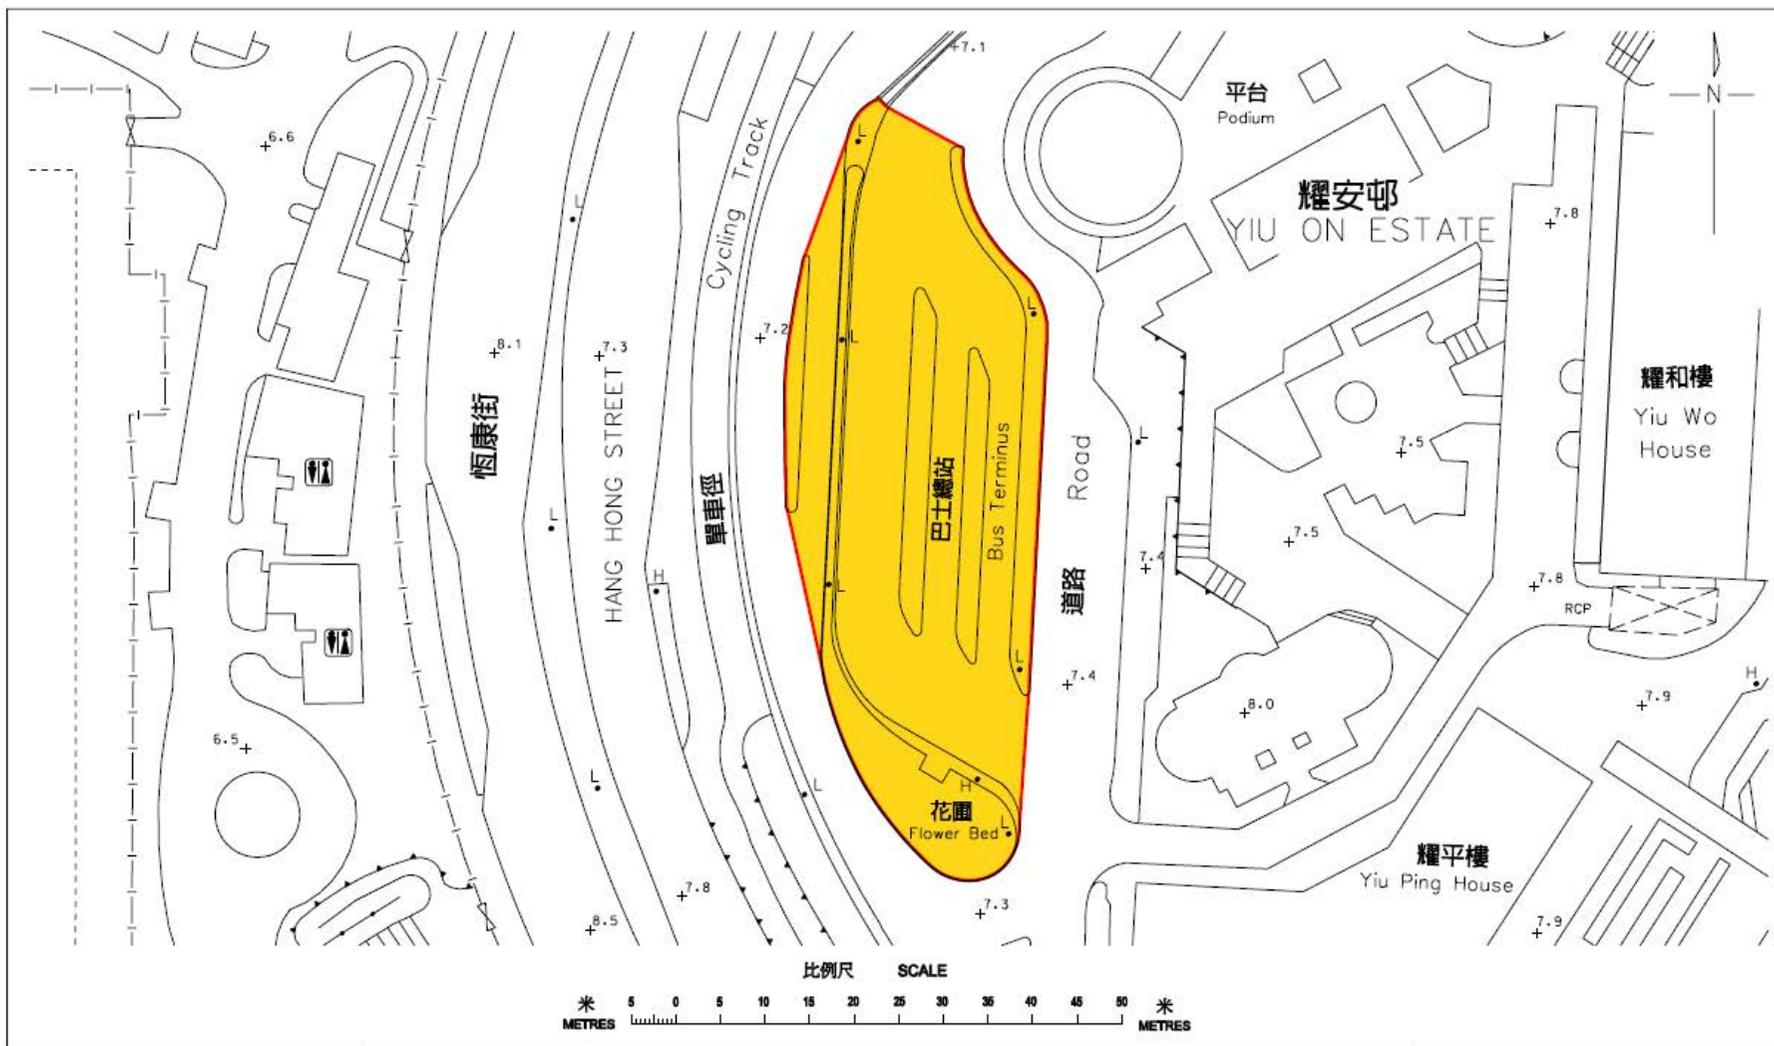 +7.1
平台
Podium
N
L
+6.6
耀安邨
YIU ON ESTATE
+7.8
L
Cycling Track
L
+8.1
+7.3
+7.2
L
恆康街
HANG HONG STREET
單車徑
巴士總站
Bus Terminus
Road
道路
L
+7.5
耀和樓
Yiu Wo
House
L
+7.5
+7.4
H
L
+7.8
RCP
L
+7.4
+8.0
H
+7.9
6.5+
L
L
H
花圃
Flower Bed
L
耀平樓
Yiu Ping House
+7.8
+8.5
+7.3
7.9
+
比例尺 SCALE
米 5 0 5 10 15 20 25 30 35 40 45 50 米
METRES METRES